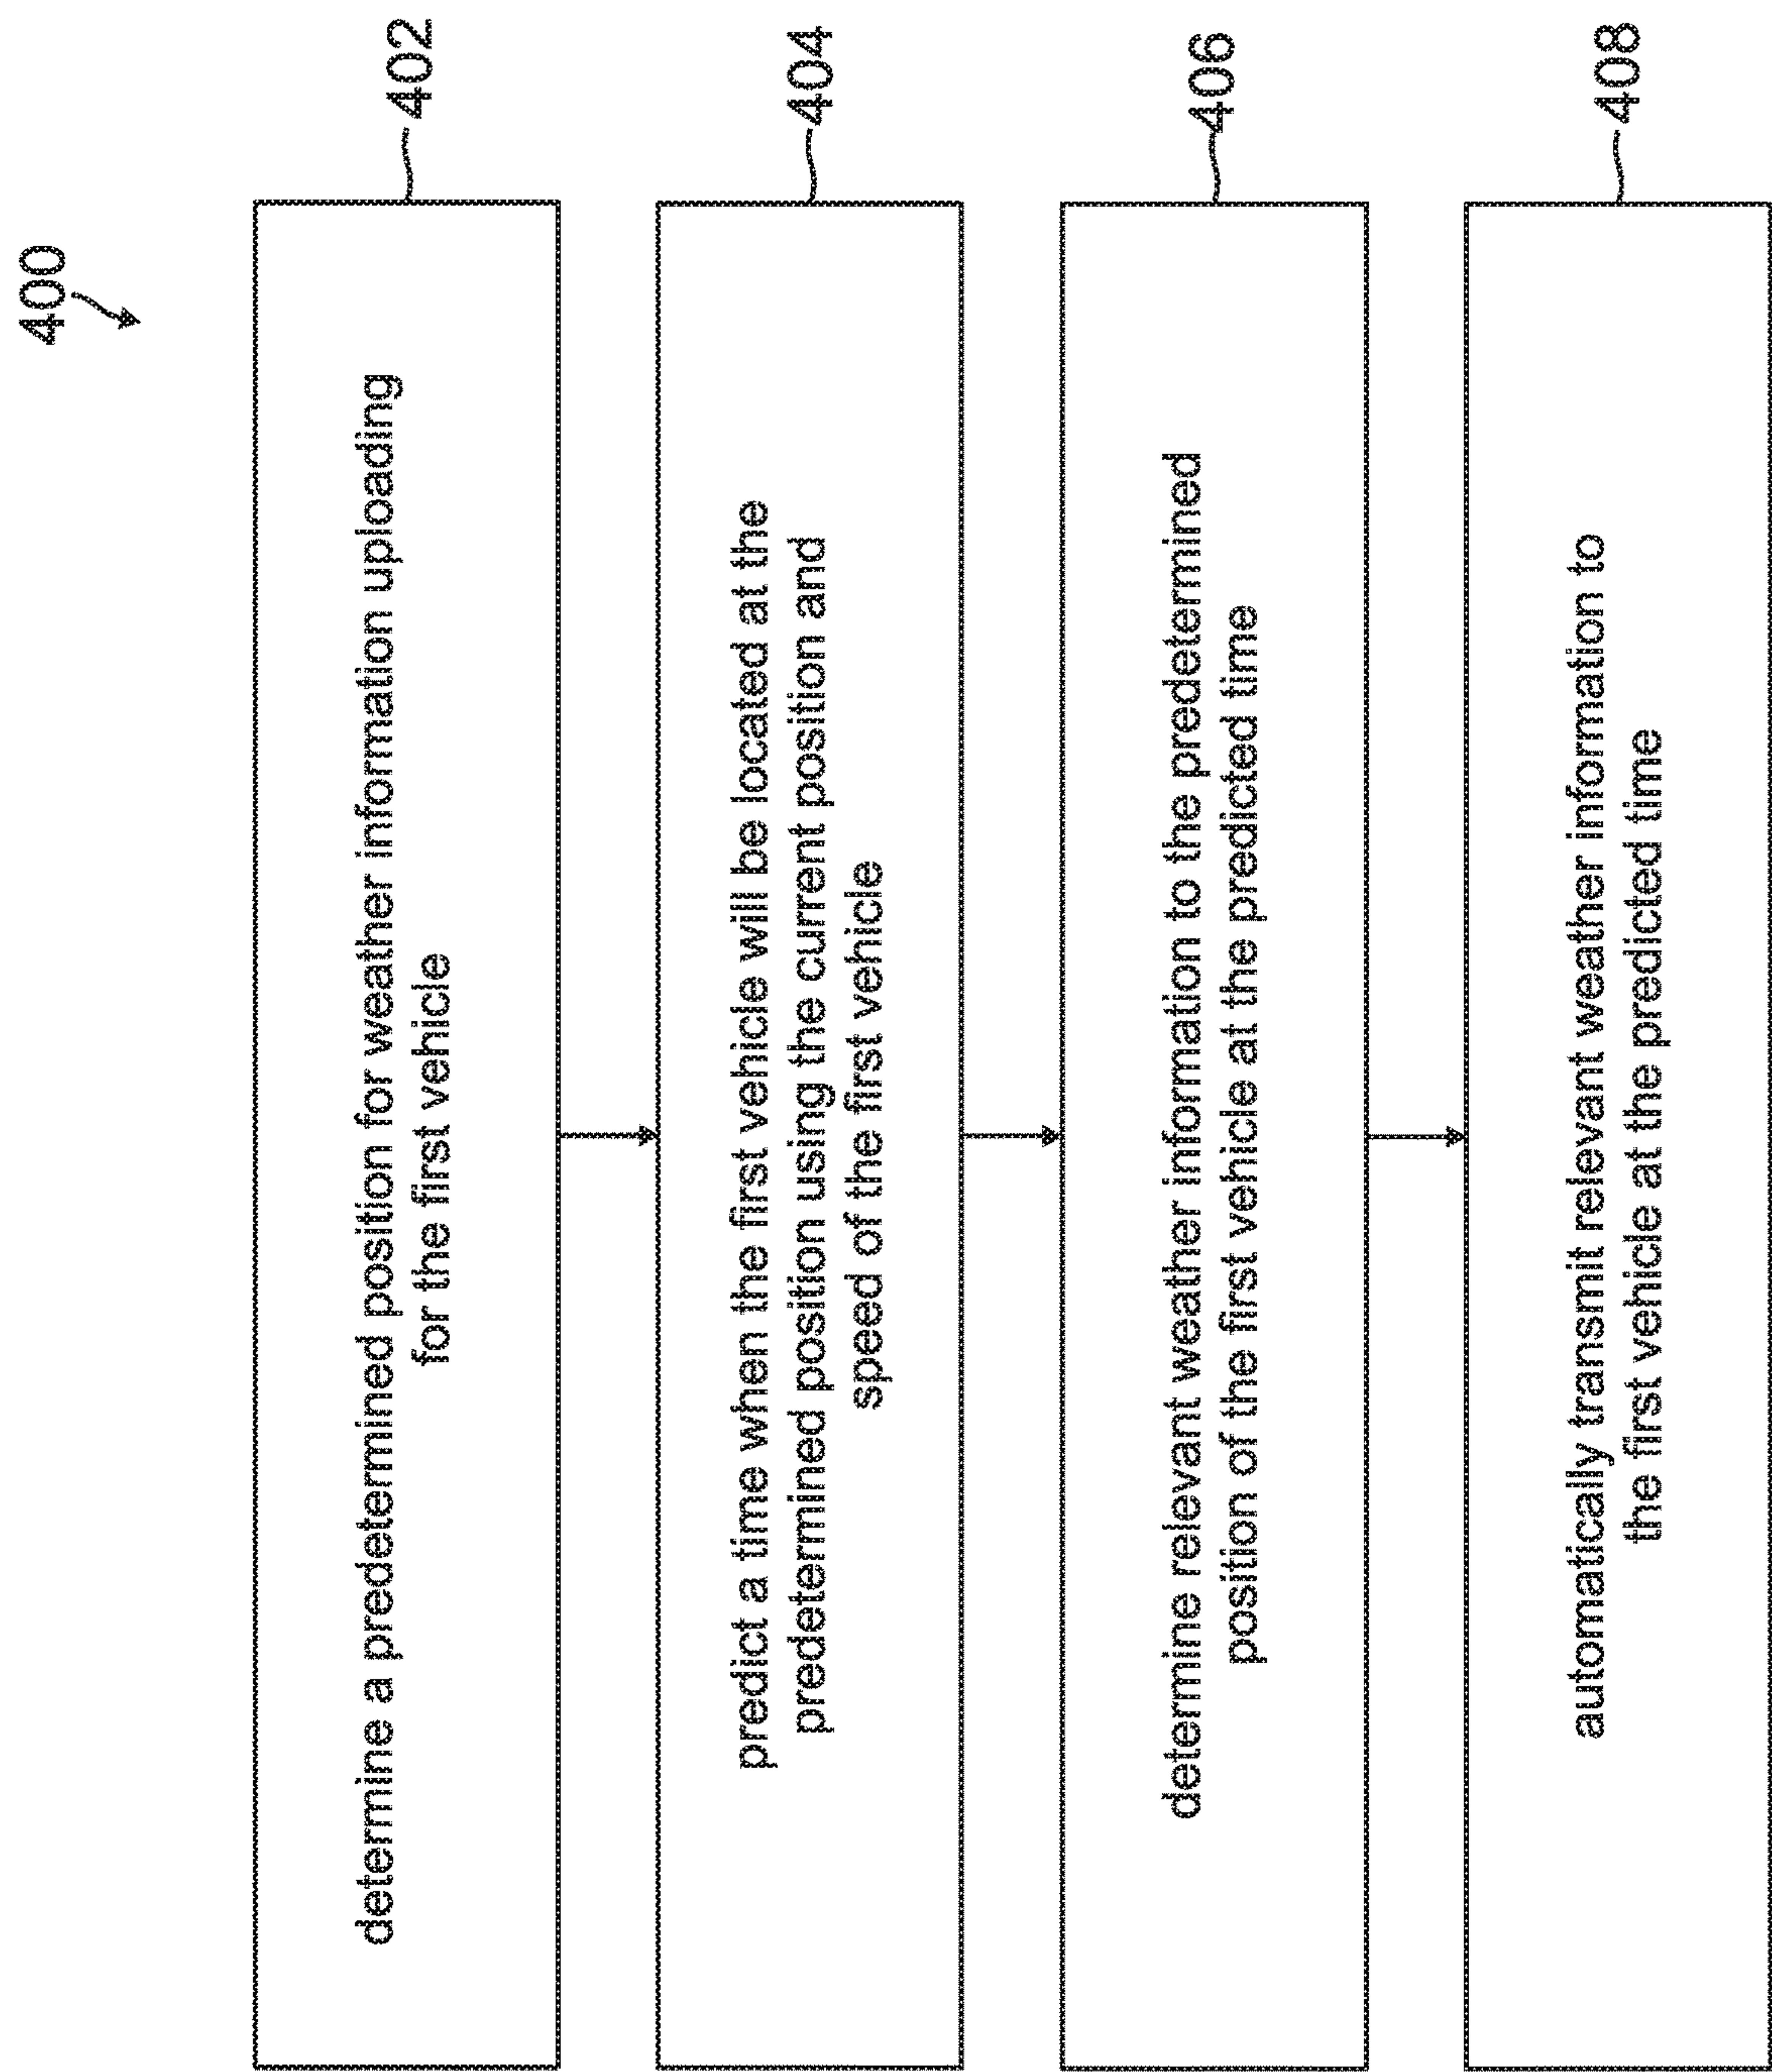 400
determine a predetermined position for weather information uploading
for the first vehicle
402
predict a time when the first vehicle will be located at the
predetermined position using the current position and
speed of the first vehicle
404
determine relevant weather information to the predetermined
position of the first vehicle at the predicted time
406
automatically transmit relevant weather information to
the first vehicle at the predicted time
408